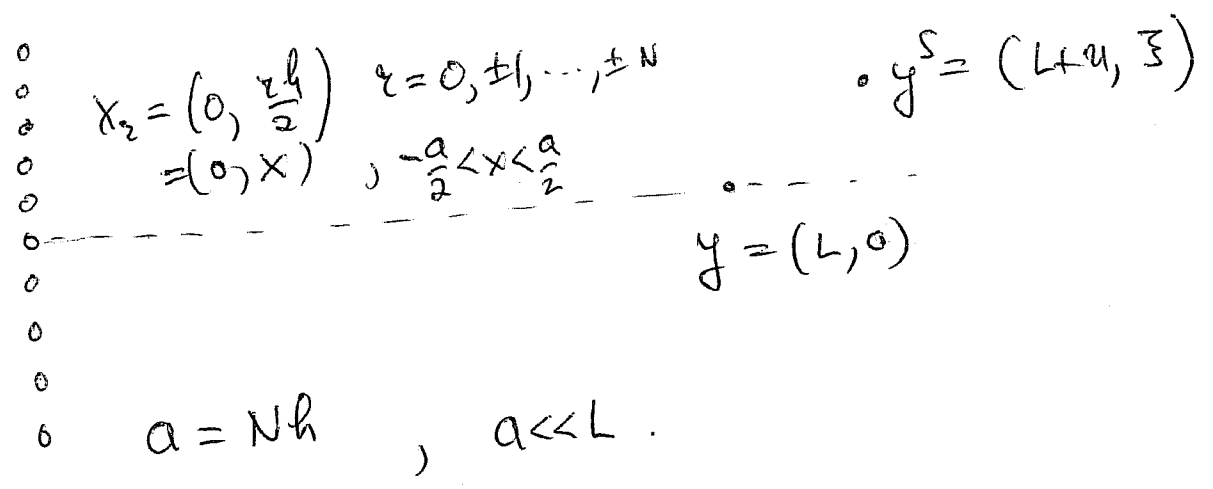 x_r = (0, rh/2) r = 0, ±1, ..., ±N
= (0, x) , -a/2 < x < a/2
. y^s = (L+u, ξ)
y = (L, 0)
a = Nh , a << L .